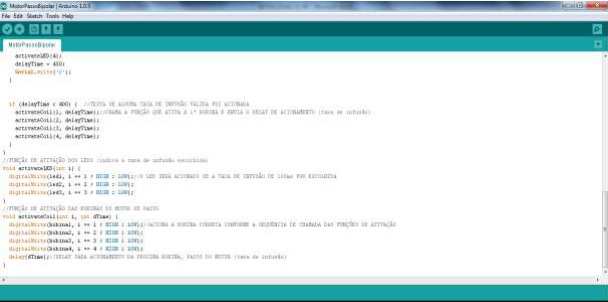 MotorPassoBipolar | Arduino 1.0.5
File Edit Sketch Tools Help
MotorPassoBipolar
activateLED(4);
delayTime = 400;
Serial.write('c');
}
if (delayTime < 400) { //TESTA SE ALGUMA TAXA DE INFUSÃO VÁLIDA FOI ACIONADA
activateCoil(1, delayTime);//CHAMA A FUNÇÃO QUE ATIVA A 1ª BOBINA E ENVIA O DELAY DE ACIONAMENTO (taxa de infusão)
activateCoil(2, delayTime);
activateCoil(3, delayTime);
activateCoil(4, delayTime);
}
}
//FUNÇÃO DE ATIVAÇÃO DOS LEDS (indica a taxa de infusão escolhida)
void activateLED(int i) {
digitalWrite(led1, i == 1 ? HIGH : LOW);//O LED SERÁ ACIONADO SE A TAXA DE INFUSÃO DE FOI ESCOLHIDA
digitalWrite(led2, i == 2 ? HIGH : LOW);
digitalWrite(led3, i == 3 ? HIGH : LOW);
}
//FUNÇÃO DE ATIVAÇÃO DAS BOBINAS DO MOTOR DE PASSO
void activateCoil(int i, int dTime) {
digitalWrite(bobina1, i == 1 ? HIGH : LOW);//ACIONA A BOBINA CORRETA CONFORME A SEQUÊNCIA DE CHAMADA DAS FUNÇÕES DE ATIVAÇÃO
digitalWrite(bobina2, i == 2 ? HIGH : LOW);
digitalWrite(bobina3, i == 3 ? HIGH : LOW);
digitalWrite(bobina4, i == 4 ? HIGH : LOW);
delay(dTime);//DELAY PARA ACIONAMENTO DA PROXIMA BOBINA, PASSO DO MOTOR (taxa de infusão)
}